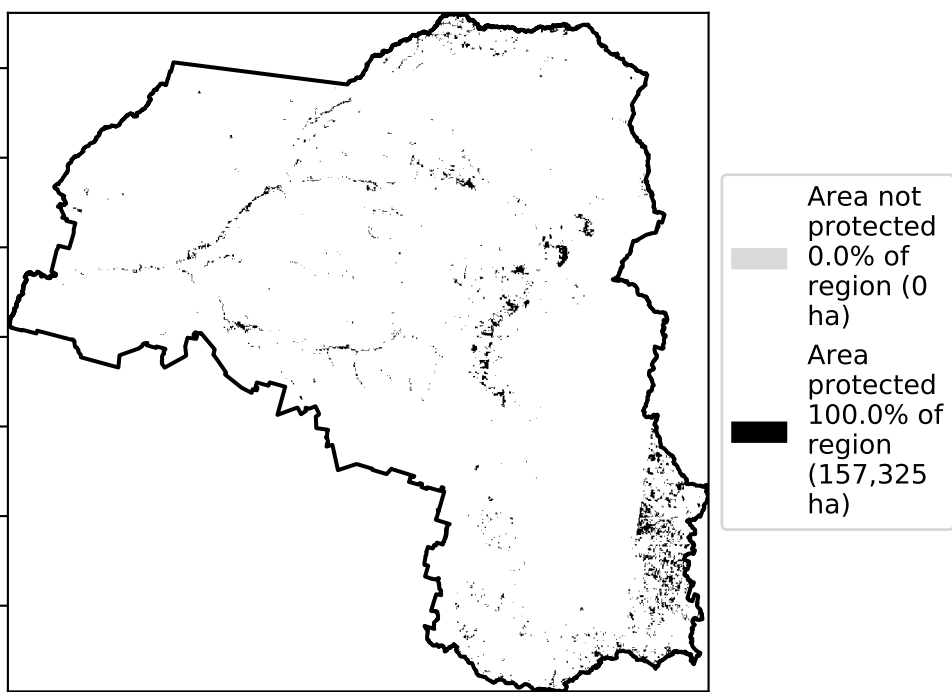 Area not
protected
0.0% of
region (0
ha)
Area
protected
100.0% of
region
(157,325
ha)